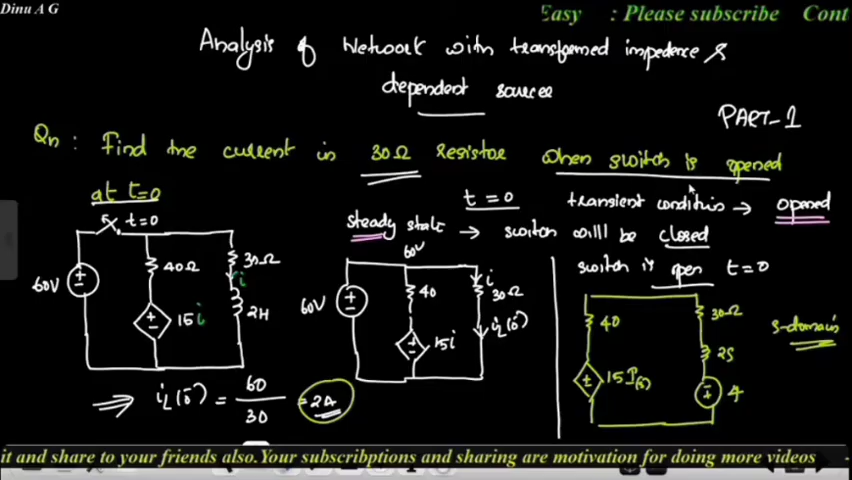 Dinu A G
Easy : Please subscribe Cont
Analysis of Network with transformed impedence &
dependent source
PART-1
Qn : Find the current in 30Ω resistor when switch is opened
at t=0
t = 0
transient condition → opened
steady state → switch will be closed
switch is open t=0
t=0
60V
40Ω
30Ω
i
15i
2H
60V
60V
40
i
30Ω
15i
iL(0⁻)
s-domain
40
30Ω
2S
15I(s)
4
⇒ iL(0⁻) = 60/30 = 2A
it and share to your friends also.Your subscribptions and sharing are motivation for doing more videos